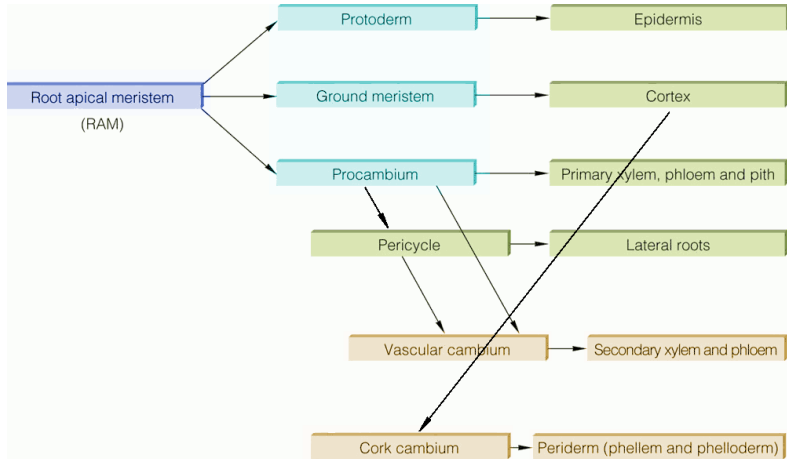 Protoderm
Epidermis
Root apical meristem
Ground meristem
Cortex
(RAM)
Procambium
Primary xylem, phloem and pith
Pericycle
Lateral roots
Vascular cambium
Secondary xylem and phloem
Cork cambium
Periderm (phellem and phelloderm)